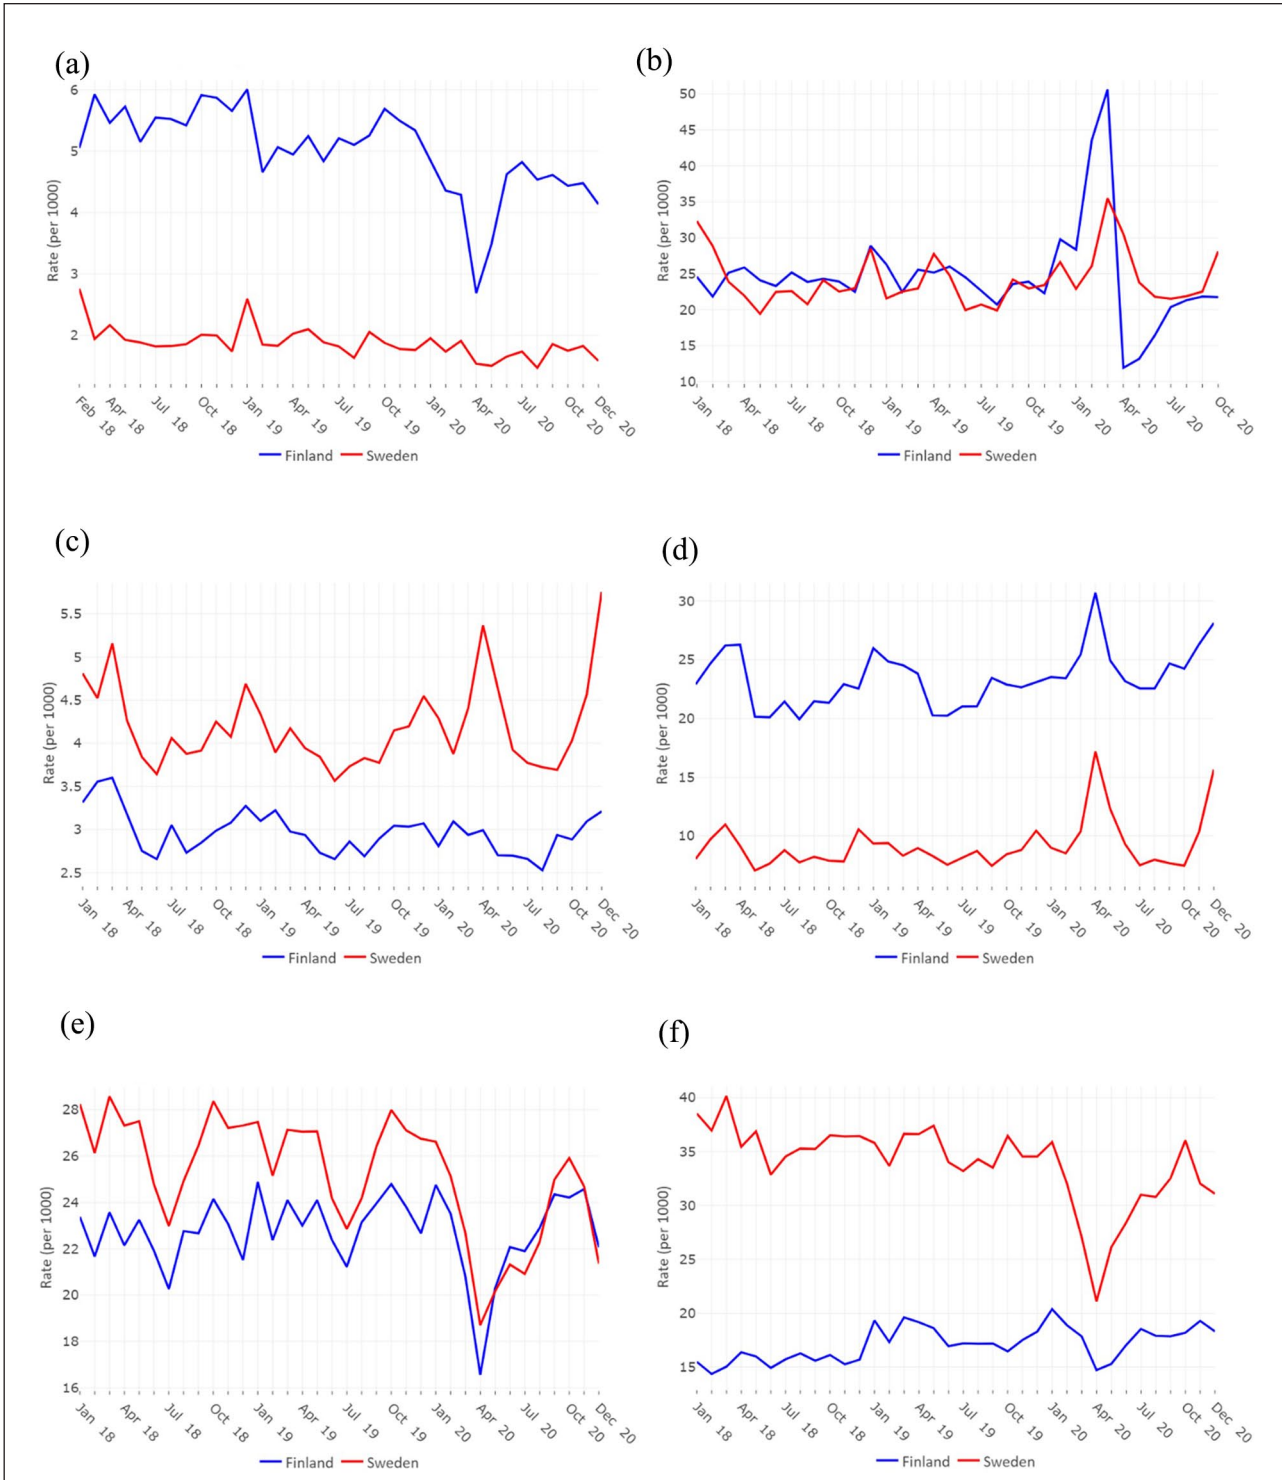 (a)
6
5
4
3
2
Rate (per 1000)
Feb 18
Apr 18
Jul 18
Oct 18
Jan 19
Apr 19
Jul 19
Oct 19
Jan 20
Apr 20
Jul 20
Oct 20
Dec 20
Finland Sweden
(b)
50
45
40
35
30
25
20
15
10
Rate (per 1000)
Jan 18
Apr 18
Jul 18
Oct 18
Jan 19
Apr 19
Jul 19
Oct 19
Jan 20
Apr 20
Jul 20
Oct 20
Finland Sweden
(c)
5.5
5
4.5
4
3.5
3
2.5
Rate (per 1000)
Jan 18
Apr 18
Jul 18
Oct 18
Jan 19
Apr 19
Jul 19
Oct 19
Jan 20
Apr 20
Jul 20
Oct 20
Dec 20
Finland Sweden
(d)
30
25
20
15
10
Rate (per 1000)
Jan 18
Apr 18
Jul 18
Oct 18
Jan 19
Apr 19
Jul 19
Oct 19
Jan 20
Apr 20
Jul 20
Oct 20
Dec 20
Finland Sweden
(e)
28
26
24
22
20
18
16
Rate (per 1000)
Jan 18
Apr 18
Jul 18
Oct 18
Jan 19
Apr 19
Jul 19
Oct 19
Jan 20
Apr 20
Jul 20
Oct 20
Dec 20
Finland Sweden
(f)
40
35
30
25
20
15
Rate (per 1000)
Jan 18
Apr 18
Jul 18
Oct 18
Jan 19
Apr 19
Jul 19
Oct 19
Jan 20
Apr 20
Jul 20
Oct 20
Dec 20
Finland Sweden